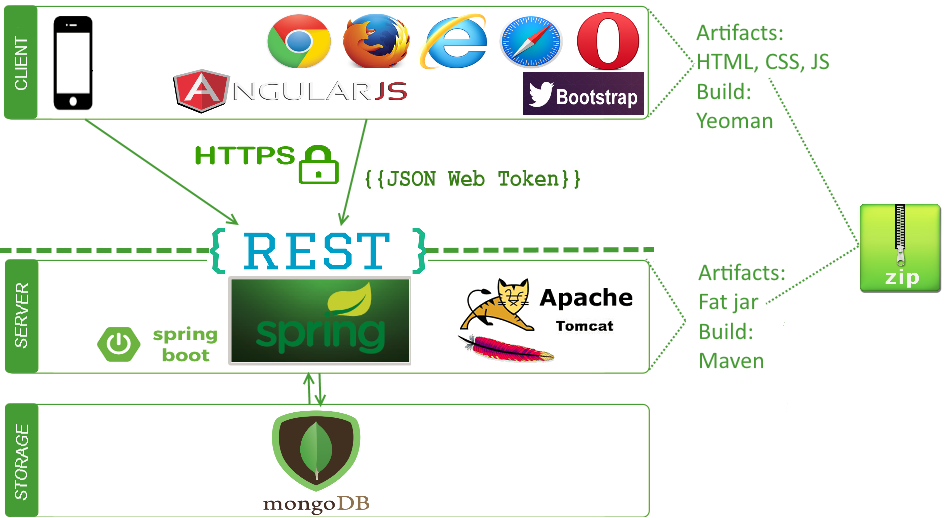 CLIENT
ANGULARJS
Bootstrap
Artifacts:
HTML, CSS, JS
Build:
Yeoman
HTTPS
{{JSON Web Token}}
{REST}
zip
SERVER
spring
boot
spring
Apache
Tomcat
Artifacts:
Fat jar
Build:
Maven
STORAGE
mongoDB